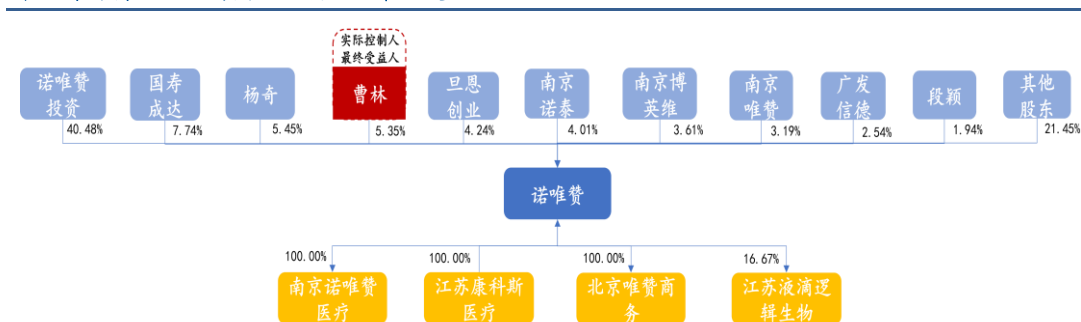 实际控制人
最终受益人
诺唯赞
投资
国寿
成达
杨奇
曹林
旦恩
创业
南京
诺泰
南京博
英维
南京
唯赞
广发
信德
段颖
其他
股东
40.48%
7.74%
5.45%
5.35%
4.24%
4.01%
3.61%
3.19%
2.54%
1.94%
21.45%
诺唯赞
100.00%
100.00%
100.00%
16.67%
南京诺唯赞
医疗
江苏康科斯
医疗
北京唯赞商
务
江苏液滴逻
辑生物